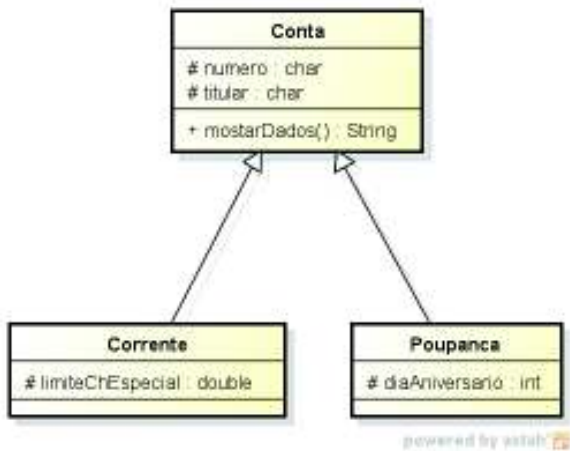 Conta
# numero : char
# titular : char
+ mostarDados() : String
Corrente
# limiteChEspecial : double
Poupanca
# diaAniversario : int
powered by astah